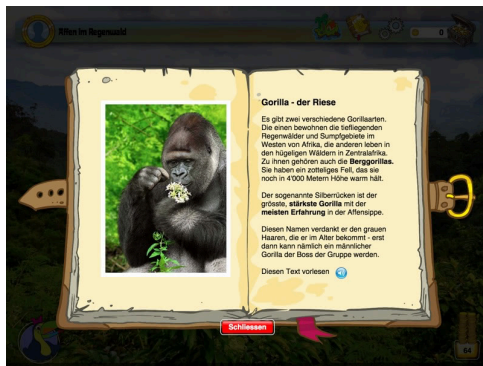 Affen im Regenwald
0
Gorilla - der Riese
Es gibt zwei verschiedene Gorillaarten.
Die einen bewohnen die tiefliegenden
Regenwälder und Sumpfgebiete im
Westen von Afrika, die anderen leben in
den hügeligen Wäldern in Zentralafrika.
Zu ihnen gehören auch die Berggorillas.
Sie haben ein zotteliges Fell, das sie
noch in 4'000 Metern Höhe warm hält.
Der sogenannte Silberrücken ist der
grösste, stärkste Gorilla mit der
meisten Erfahrung in der Affensippe.
Diesen Namen verdankt er den grauen
Haaren, die er im Alter bekommt - erst
dann kann nämlich ein männlicher
Gorilla der Boss der Gruppe werden.
Diesen Text vorlesen
Schliessen
64